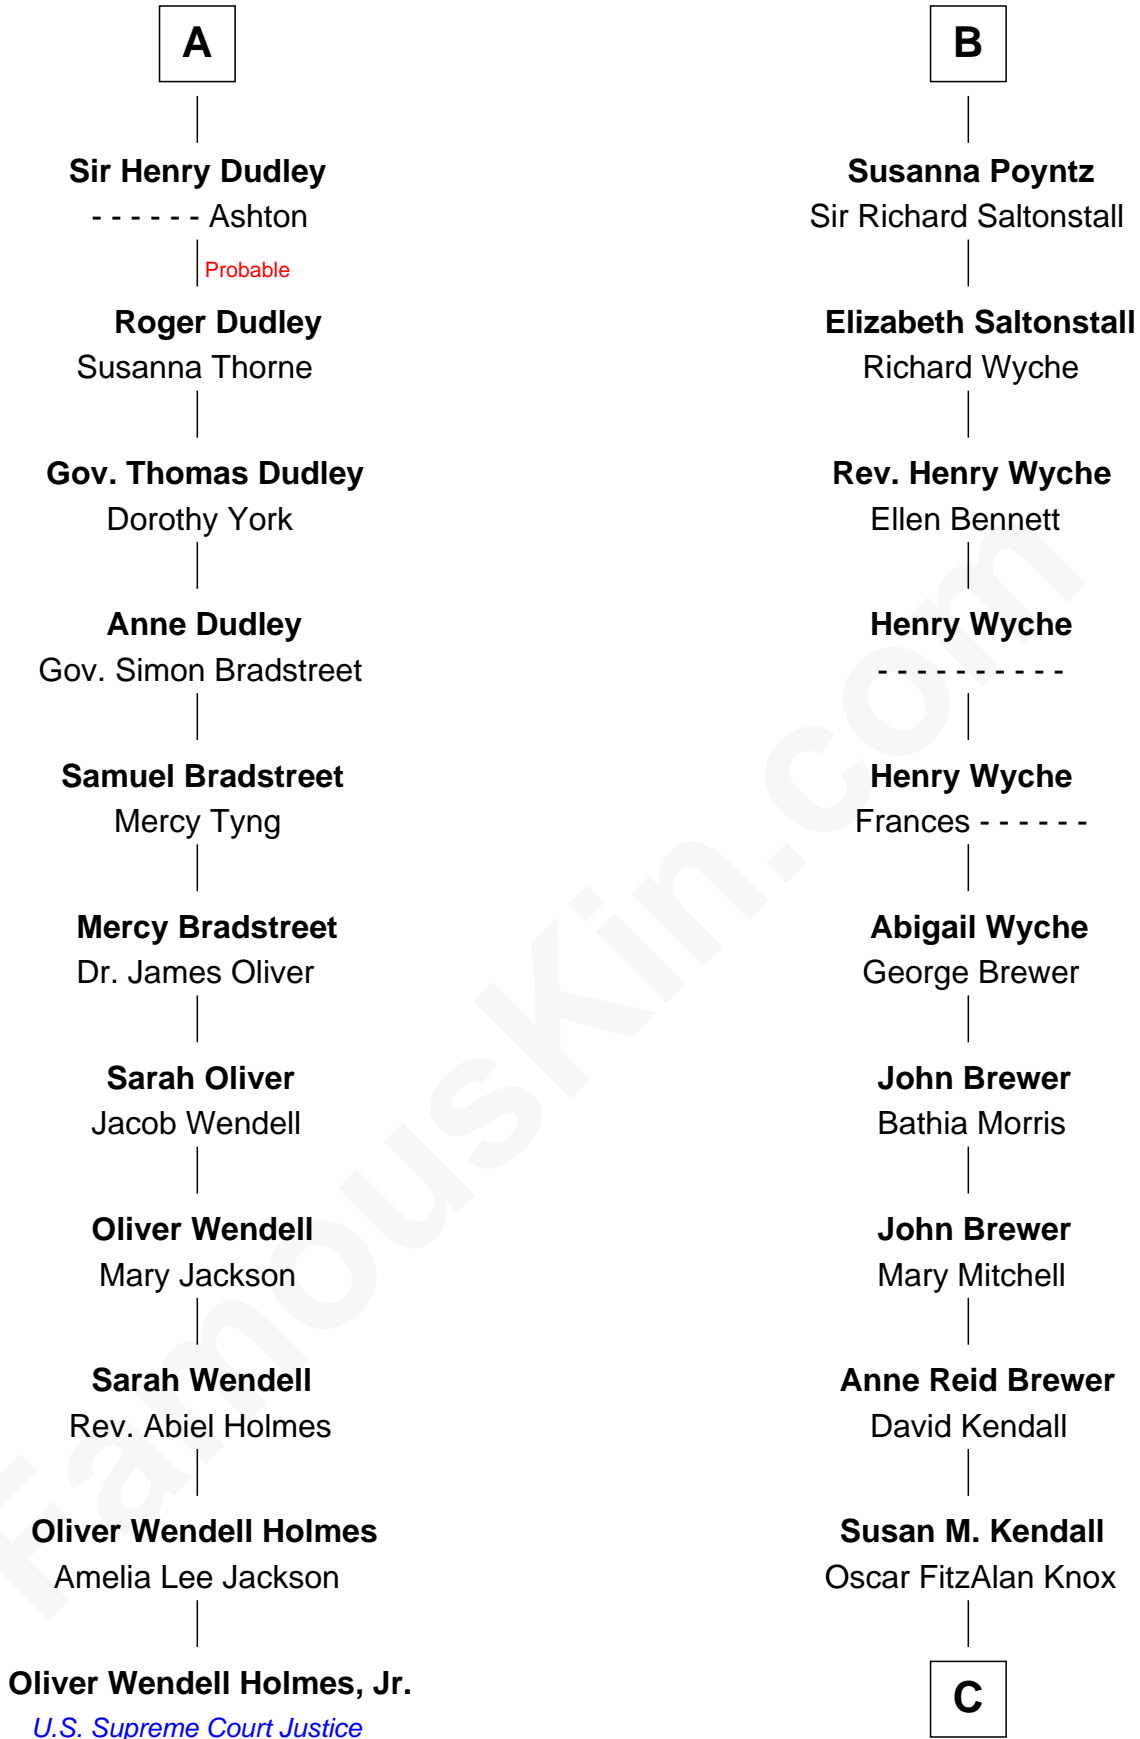 A
Sir Henry Dudley
- - - - - - Ashton
Probable
Roger Dudley
Susanna Thorne
Gov. Thomas Dudley
Dorothy York
Anne Dudley
Gov. Simon Bradstreet
Samuel Bradstreet
Mercy Tyng
Mercy Bradstreet
Dr. James Oliver
Sarah Oliver
Jacob Wendell
Oliver Wendell
Mary Jackson
Sarah Wendell
Rev. Abiel Holmes
Oliver Wendell Holmes
Amelia Lee Jackson
Oliver Wendell Holmes, Jr.
U.S. Supreme Court Justice
B
Susanna Poyntz
Sir Richard Saltonstall
Elizabeth Saltonstall
Richard Wyche
Rev. Henry Wyche
Ellen Bennett
Henry Wyche
- - - - - - - - - -
Henry Wyche
Frances - - - - - -
Abigail Wyche
George Brewer
John Brewer
Bathia Morris
John Brewer
Mary Mitchell
Anne Reid Brewer
David Kendall
Susan M. Kendall
Oscar FitzAlan Knox
C
FamousKin.com